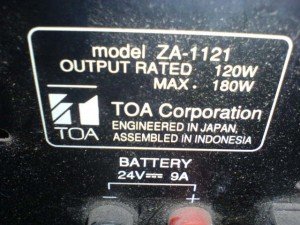 model ZA-1121
OUTPUT RATED 120W
MAX. 180W
TOA Corporation
TOA
ENGINEERED IN JAPAN,
ASSEMBLED IN INDONESIA
BATTERY
24V⎓ 9A
- +